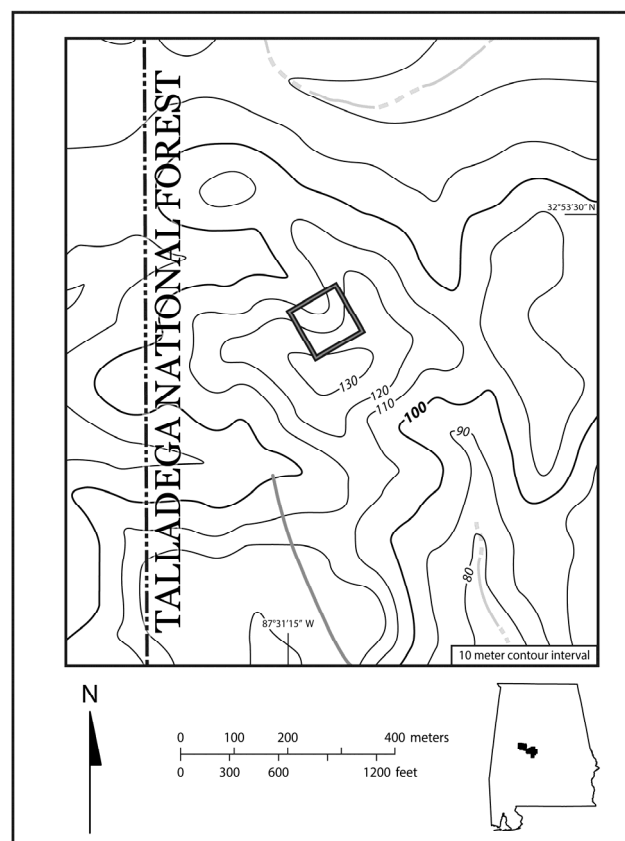 TALLADEGA NATIONAL FOREST
32°53'30" N
130
120
110
100
90
80
87°31'15" W
10 meter contour interval
N
0 100 200 400 meters
0 300 600 1200 feet